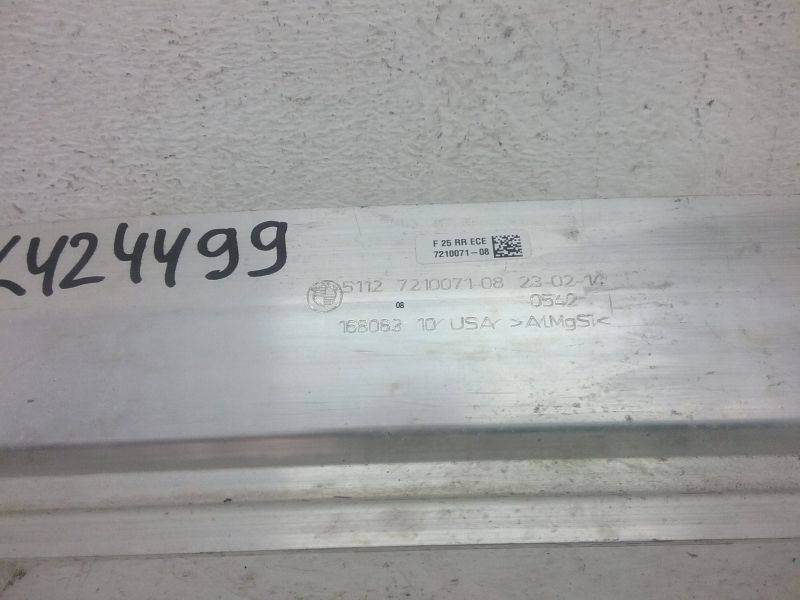 K424499
F 25 RR ECE
7210071-08
5112 7210071-08 23-02-14
08 0542
168083 10/ USA/ >AlMgSi<